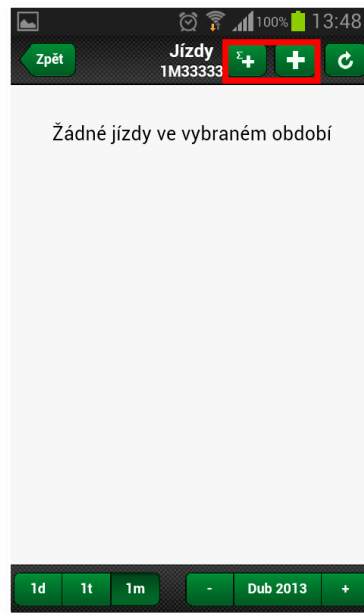 100% 13:48
Zpět
Jízdy
1M33333
Σ+
+
Žádné jízdy ve vybraném období
1d 1t 1m - Dub 2013 +